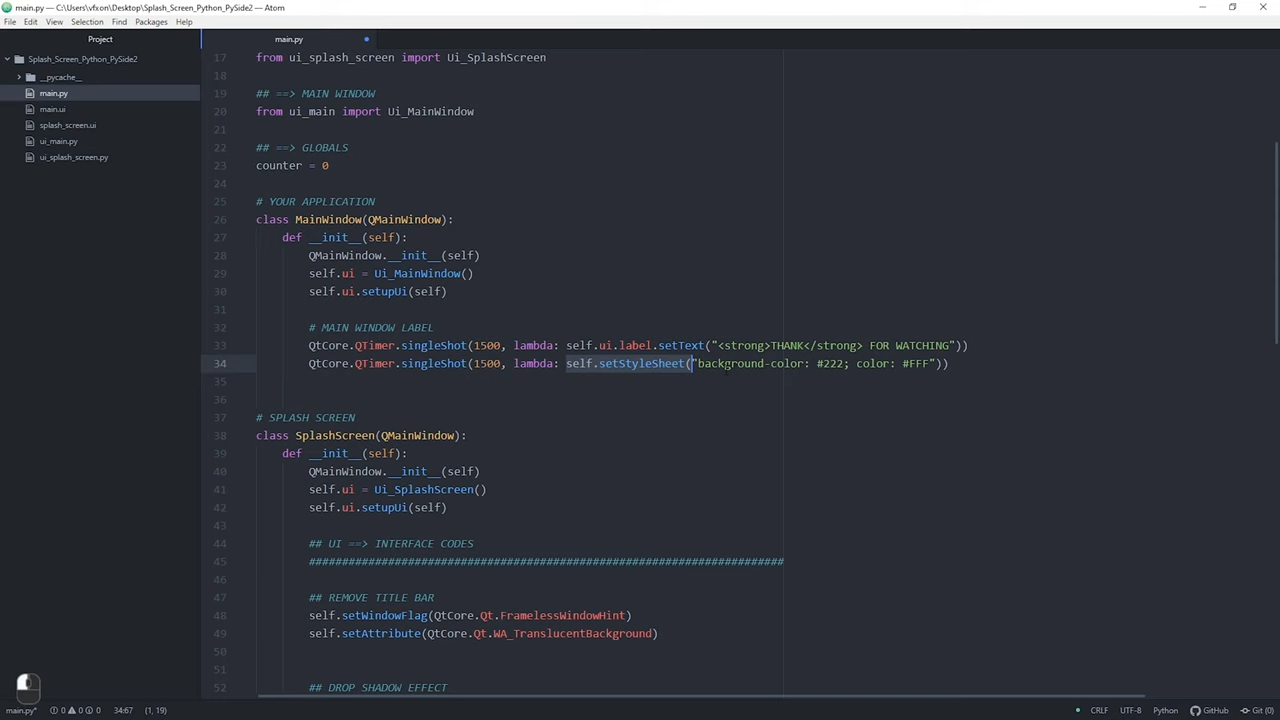 main.py — C:\Users\vfxon\Desktop\Splash_Screen_Python_PySide2 — Atom
File Edit View Selection Find Packages Help
Project
main.py
Splash_Screen_Python_PySide2
__pycache__
main.py
main.ui
splash_screen.ui
ui_main.py
ui_splash_screen.py
17 from ui_splash_screen import Ui_SplashScreen
18
19 ## ==> MAIN WINDOW
20 from ui_main import Ui_MainWindow
21
22 ## ==> GLOBALS
23 counter = 0
24
25 # YOUR APPLICATION
26 class MainWindow(QMainWindow):
27 def __init__(self):
28 QMainWindow.__init__(self)
29 self.ui = Ui_MainWindow()
30 self.ui.setupUi(self)
31
32 # MAIN WINDOW LABEL
33 QtCore.QTimer.singleShot(1500, lambda: self.ui.label.setText("<strong>THANK</strong> FOR WATCHING"))
34 QtCore.QTimer.singleShot(1500, lambda: self.setStyleSheet("background-color: #222; color: #FFF"))
35
36
37 # SPLASH SCREEN
38 class SplashScreen(QMainWindow):
39 def __init__(self):
40 QMainWindow.__init__(self)
41 self.ui = Ui_SplashScreen()
42 self.ui.setupUi(self)
43
44 ## UI ==> INTERFACE CODES
45 ########################################################################
46
47 ## REMOVE TITLE BAR
48 self.setWindowFlag(QtCore.Qt.FramelessWindowHint)
49 self.setAttribute(QtCore.Qt.WA_TranslucentBackground)
50
51
52 ## DROP SHADOW EFFECT
main.py* 0 0 0 34:67 (1, 19) CRLF UTF-8 Python GitHub Git (0)